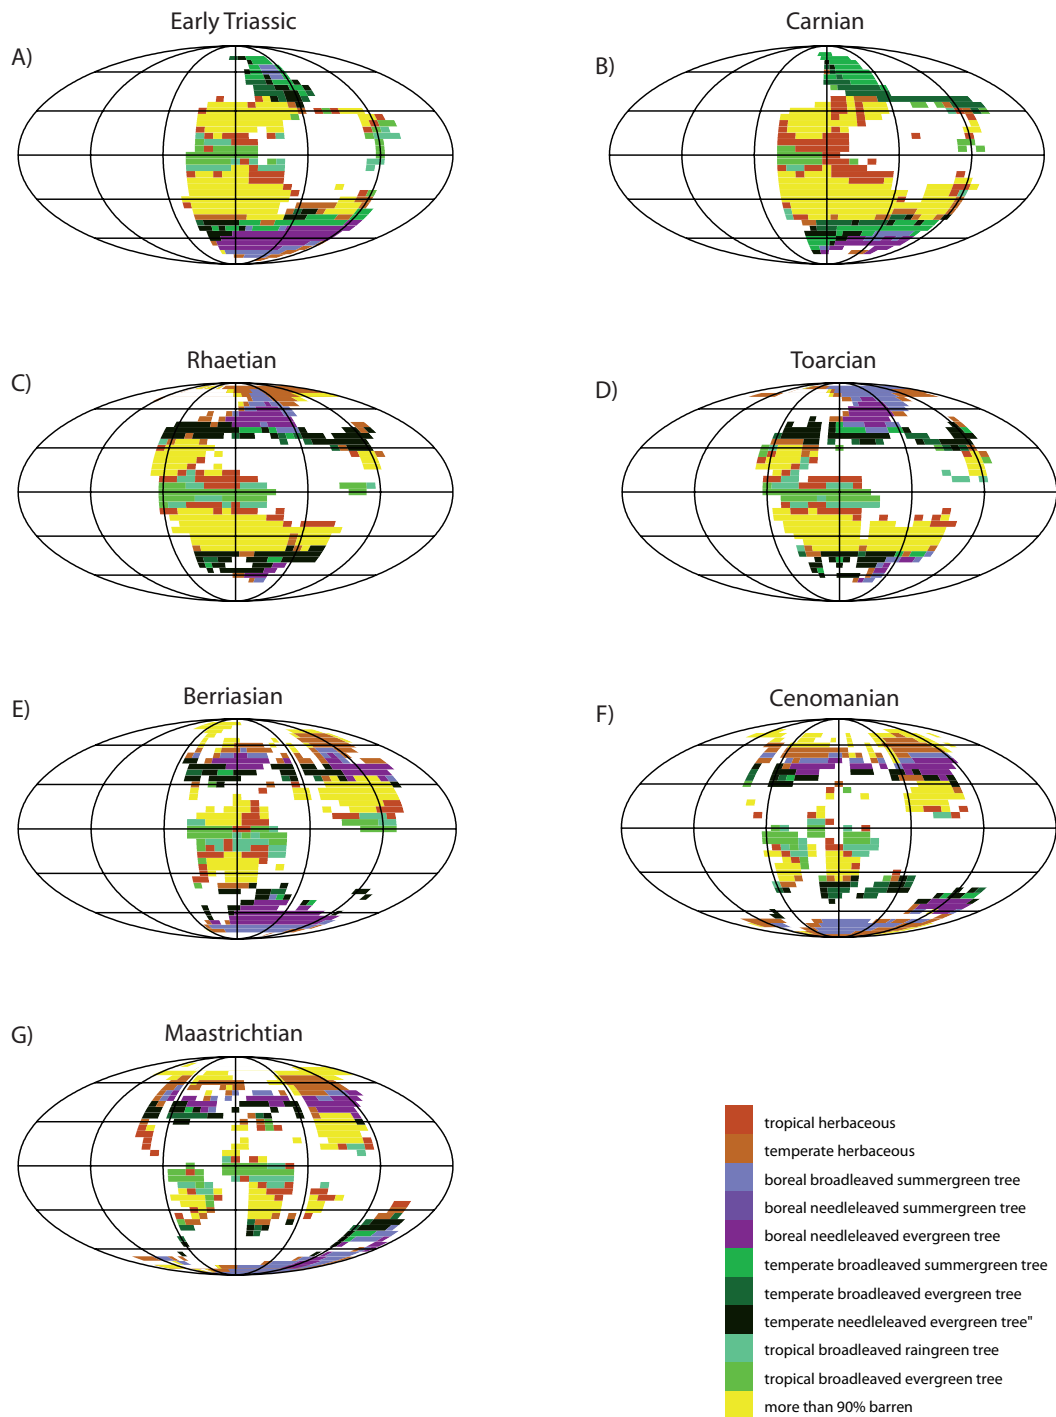 Early Triassic
A)
Carnian
B)
Rhaetian
C)
Toarcian
D)
Berriasian
E)
Cenomanian
F)
Maastrichtian
G)
tropical herbaceous
temperate herbaceous
boreal broadleaved summergreen tree
boreal needleleaved summergreen tree
boreal needleleaved evergreen tree
temperate broadleaved summergreen tree
temperate broadleaved evergreen tree
temperate needleleaved evergreen tree"
tropical broadleaved raingreen tree
tropical broadleaved evergreen tree
more than 90% barren